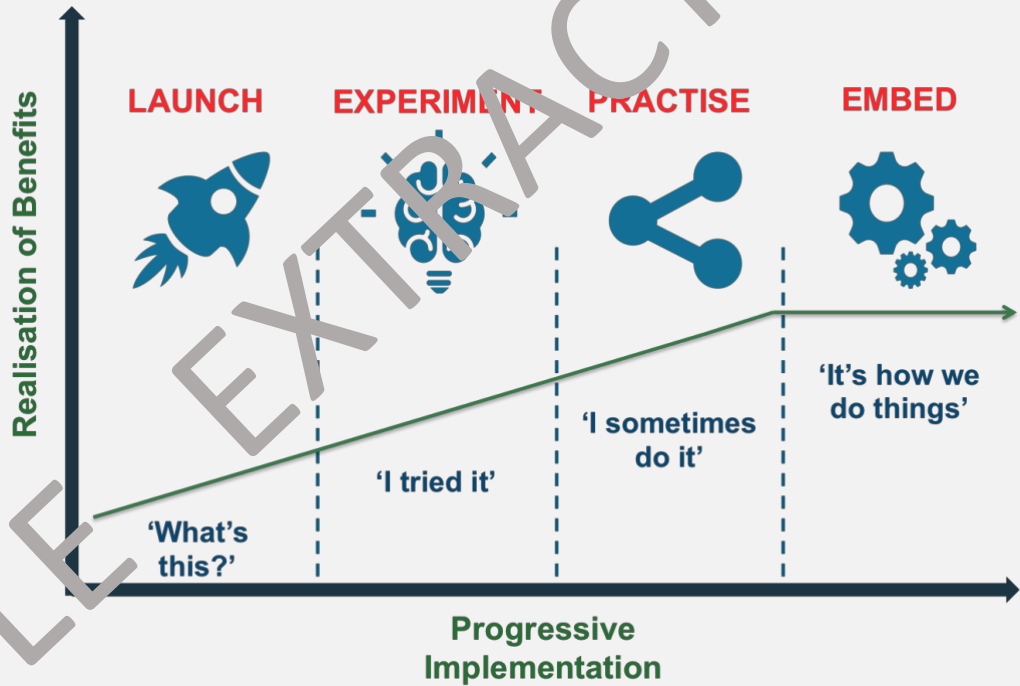 LAUNCH
EXPERIMENT
PRACTISE
EMBED
Realisation of Benefits
‘What’s
this?’
‘I tried it’
‘I sometimes
do it’
‘It’s how we
do things’
Progressive
Implementation